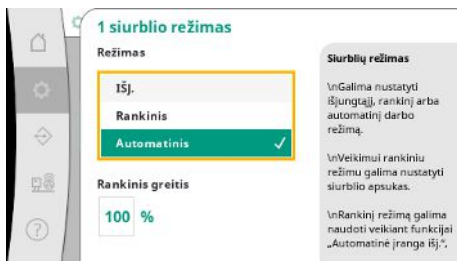 1 siurblio režimas
Režimas
IŠJ.
Rankinis
Automatinis
Rankinis greitis
100 %
Siurblių režimas
\nGalima nustatyti
išjungtąjį, rankinį arba
automatinį darbo
režimą.
\nVeikimui rankiniu
režimu galima nustatyti
siurblio apsukas.
\nRankinį režimą galima
naudoti veikiant funkcijai
„Automatinė įranga išj.“,